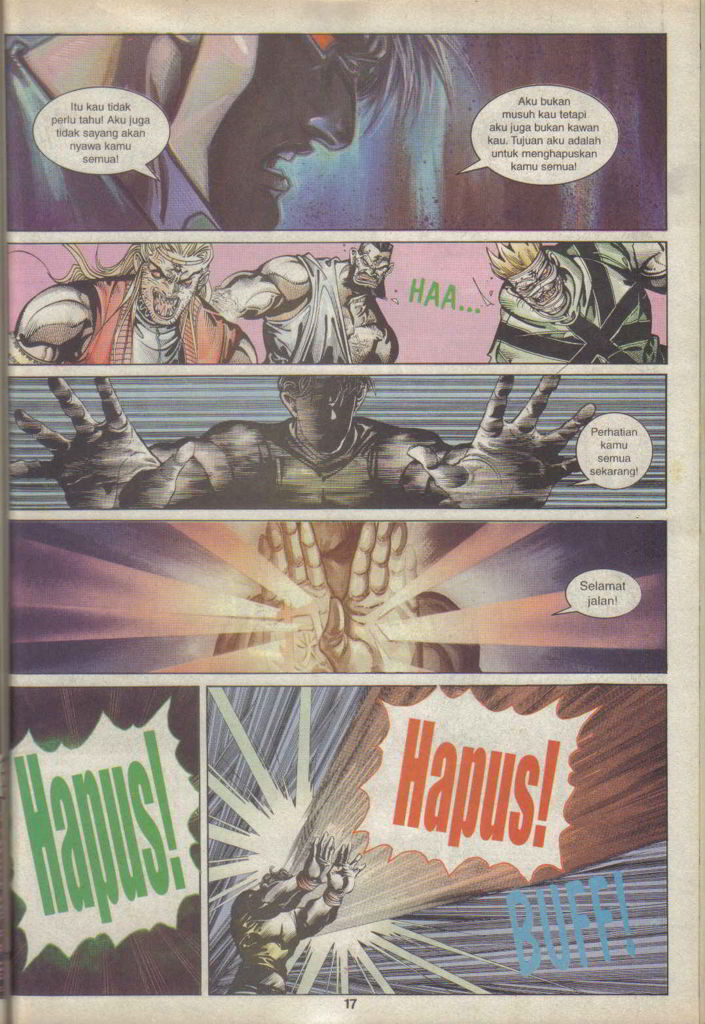 Itu kau tidak
perlu tahu! Aku juga
tidak sayang akan
nyawa kamu
semua!
Aku bukan
musuh kau tetapi
aku juga bukan kawan
kau. Tujuan aku adalah
untuk menghapuskan
kamu semua!
HAA...
Perhatian
kamu
semua
sekarang!
Selamat
jalan!
Hapus!
Hapus!
BUFF!
17